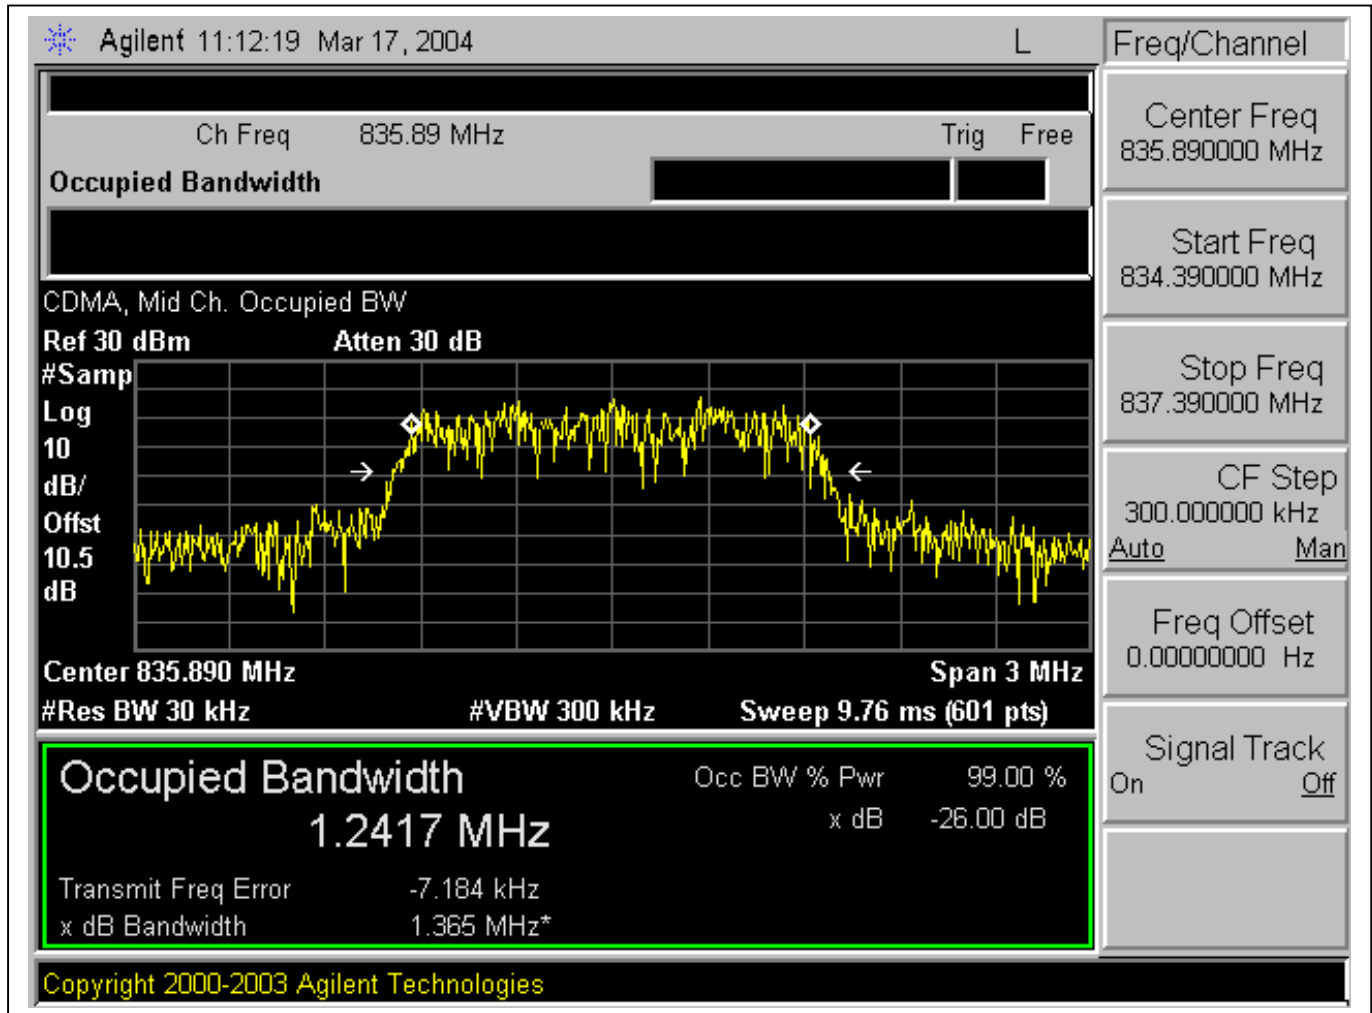 Agilent 11:12:19 Mar 17, 2004 L
Freq/Channel
Ch Freq 835.89 MHz Trig Free
Occupied Bandwidth
CDMA, Mid Ch. Occupied BW
Ref 30 dBm Atten 30 dB
#Samp
Log
10
dB/
Offst
10.5
dB
Center 835.890 MHz Span 3 MHz
#Res BW 30 kHz #VBW 300 kHz Sweep 9.76 ms (601 pts)
Occupied Bandwidth
1.2417 MHz
Occ BW % Pwr 99.00 %
x dB -26.00 dB
Transmit Freq Error -7.184 kHz
x dB Bandwidth 1.365 MHz*
Copyright 2000-2003 Agilent Technologies
Center Freq
835.890000 MHz
Start Freq
834.390000 MHz
Stop Freq
837.390000 MHz
CF Step
300.000000 kHz
Auto Man
Freq Offset
0.00000000 Hz
Signal Track
On Off